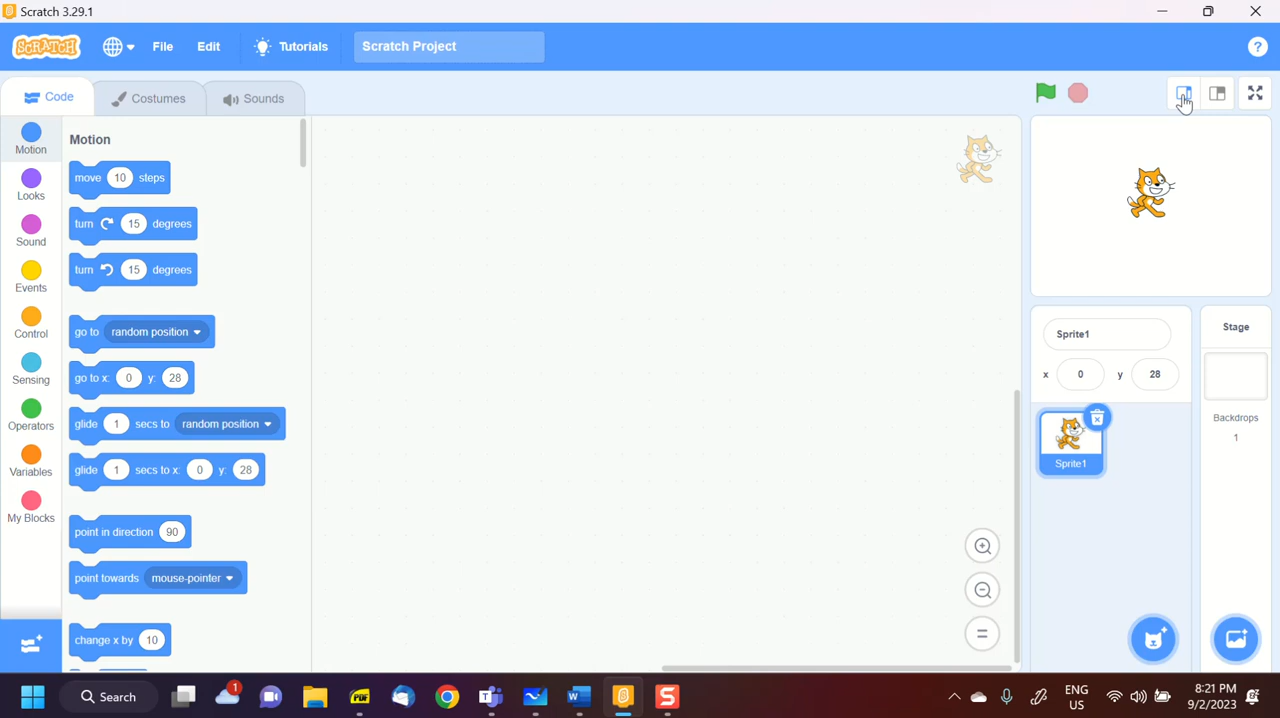 Scratch 3.29.1
SCRATCH File Edit Tutorials Scratch Project ?
Code Costumes Sounds
Motion
Looks
Sound
Events
Control
Sensing
Operators
Variables
My Blocks
Motion
move 10 steps
turn 15 degrees
turn 15 degrees
go to random position
go to x: 0 y: 28
glide 1 secs to random position
glide 1 secs to x: 0 y: 28
point in direction 90
point towards mouse-pointer
change x by 10
Sprite1
x 0 y 28
Sprite1
Stage
Backdrops
1
Search 1 PDF T W S ENG US 8:21 PM 9/2/2023